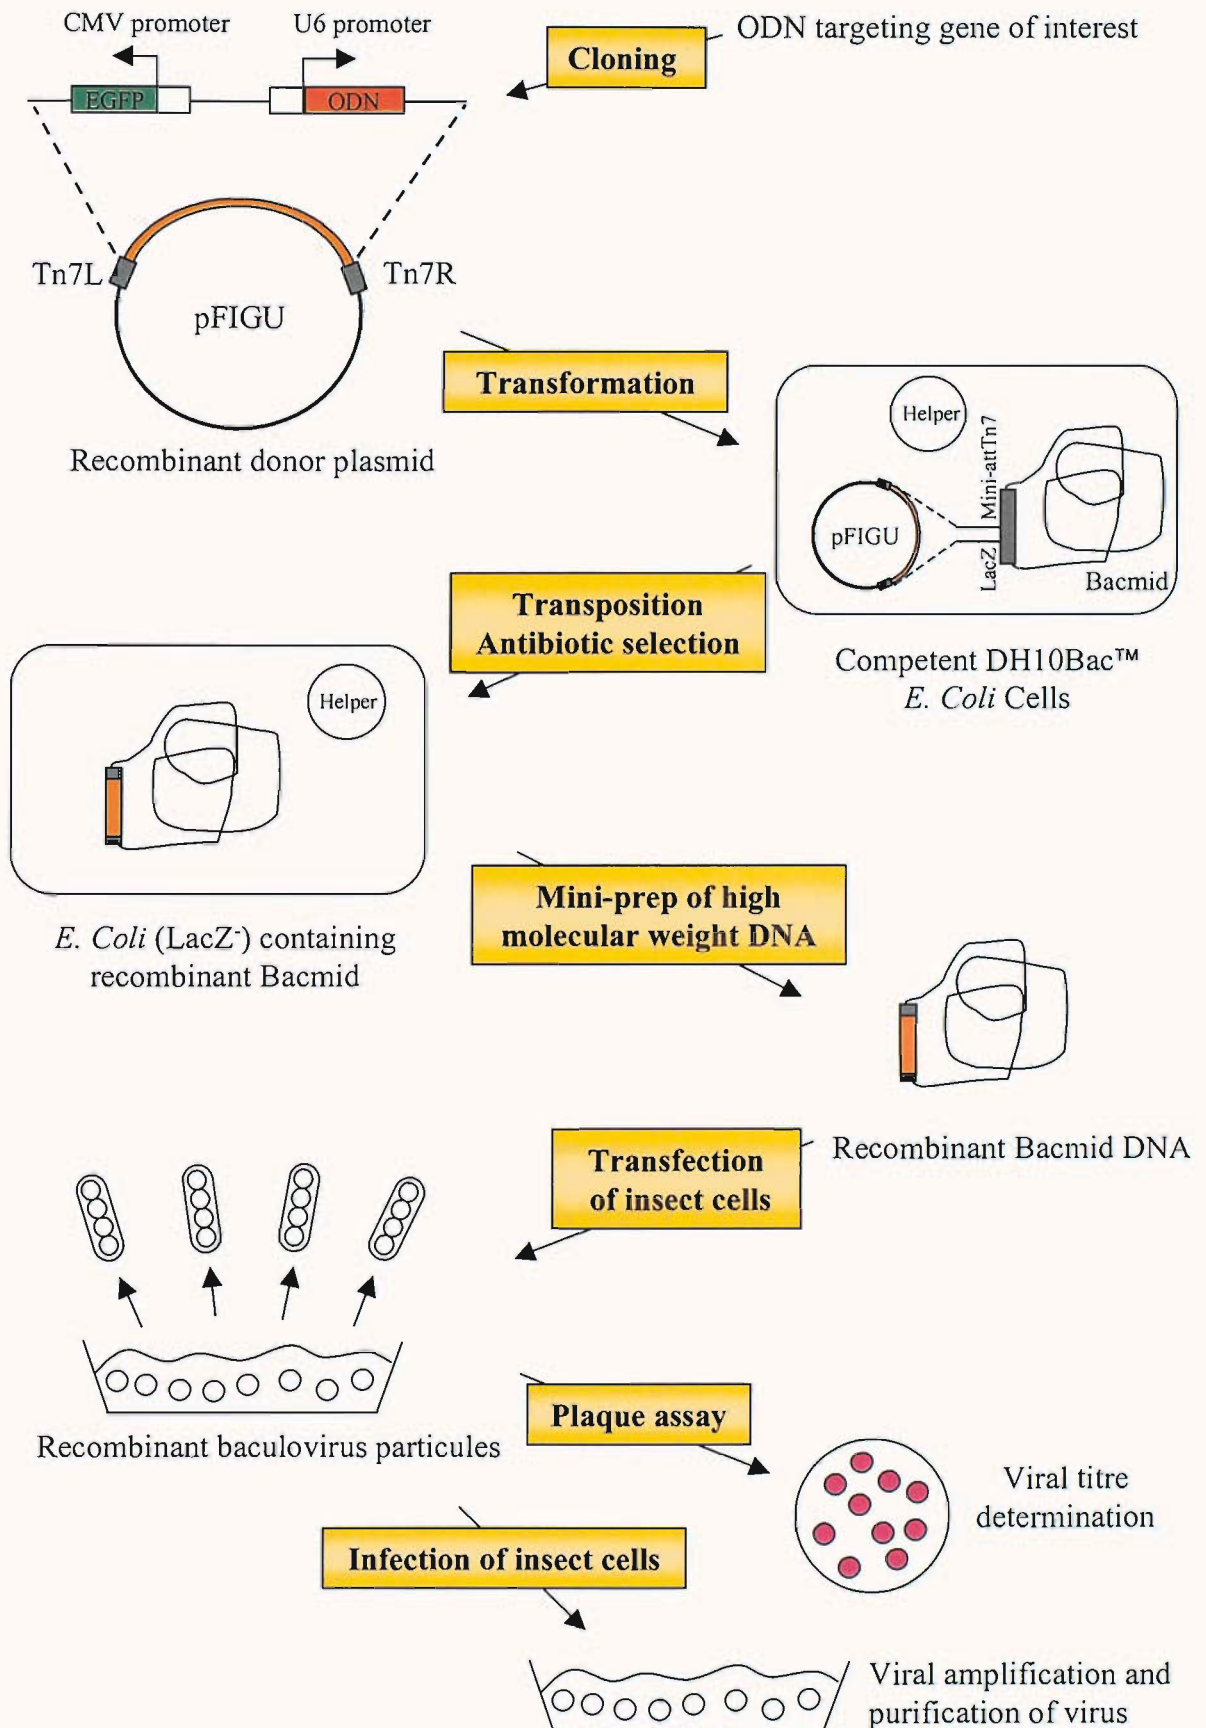 CMV promoter
U6 promoter
ODN targeting gene of interest
Cloning
EGFP
ODN
Tn7L
Tn7R
pFIGU
Recombinant donor plasmid
Transformation
Helper
Mini-attTn7
LacZ
pFIGU
Bacmid
Competent DH10Bac™
E. Coli Cells
Transposition
Antibiotic selection
Helper
E. Coli (LacZ⁻) containing
recombinant Bacmid
Mini-prep of high
molecular weight DNA
Recombinant Bacmid DNA
Transfection
of insect cells
Recombinant baculovirus particules
Plaque assay
Viral titre
determination
Infection of insect cells
Viral amplification and
purification of virus